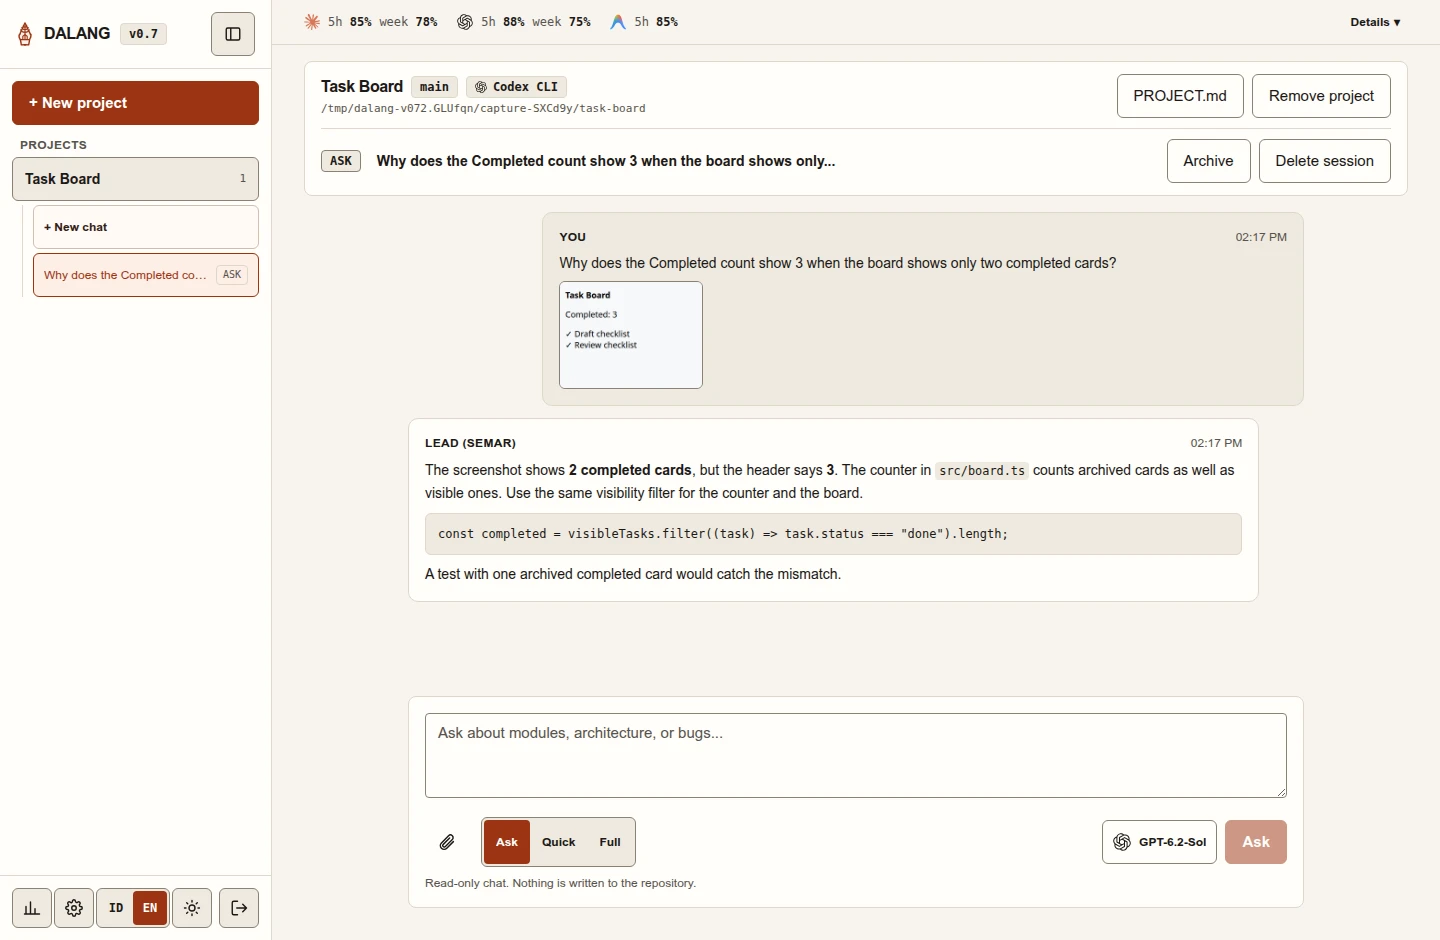 DALANG v0.7
5h 85% week 78% 5h 88% week 75% 5h 85% Details ▾
+ New project
PROJECTS
Task Board 1
+ New chat
Why does the Completed co... ASK
Task Board main Codex CLI
/tmp/dalang-v072.GLUfqn/capture-SXCd9y/task-board
PROJECT.md Remove project
ASK Why does the Completed count show 3 when the board shows only...
Archive Delete session
YOU 02:17 PM
Why does the Completed count show 3 when the board shows only two completed cards?
Task Board
Completed: 3
✓ Draft checklist
✓ Review checklist
LEAD (SEMAR) 02:17 PM
The screenshot shows 2 completed cards, but the header says 3. The counter in src/board.ts counts archived cards as well as
visible ones. Use the same visibility filter for the counter and the board.
const completed = visibleTasks.filter((task) => task.status === "done").length;
A test with one archived completed card would catch the mismatch.
Ask about modules, architecture, or bugs...
Ask Quick Full GPT-6.2-Sol Ask
Read-only chat. Nothing is written to the repository.
ID EN